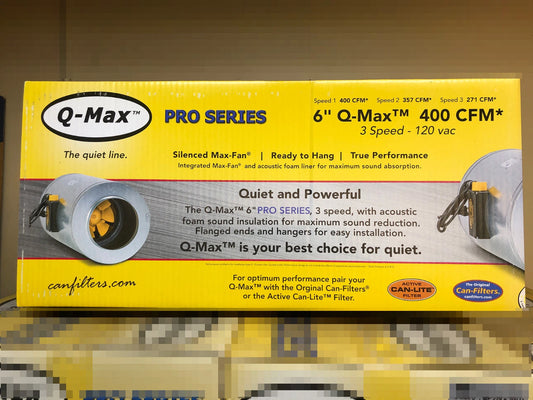 Q-Max™
PRO SERIES
The quiet line.
Speed 1 400 CFM* Speed 2 357 CFM* Speed 3 271 CFM*
6" Q-Max™ 400 CFM*
3 Speed - 120 vac
Silenced Max-Fan® | Ready to Hang | True Performance
Integrated Max-Fan® and acoustic foam liner for maximum sound absorption.
Quiet and Powerful
The Q-Max™ 6" PRO SERIES, 3 speed, with acoustic
foam sound insulation for maximum sound reduction.
Flanged ends and hangers for easy installation.
Q-Max™ is your best choice for quiet.
canfilters.com
For optimum performance pair your
Q-Max™ with the Orginal Can-Filters®
or the Active Can-Lite™ Filter.
ACTIVE
CAN-LITE™
FILTER
The Original
Can-Filters.
canfilters.com